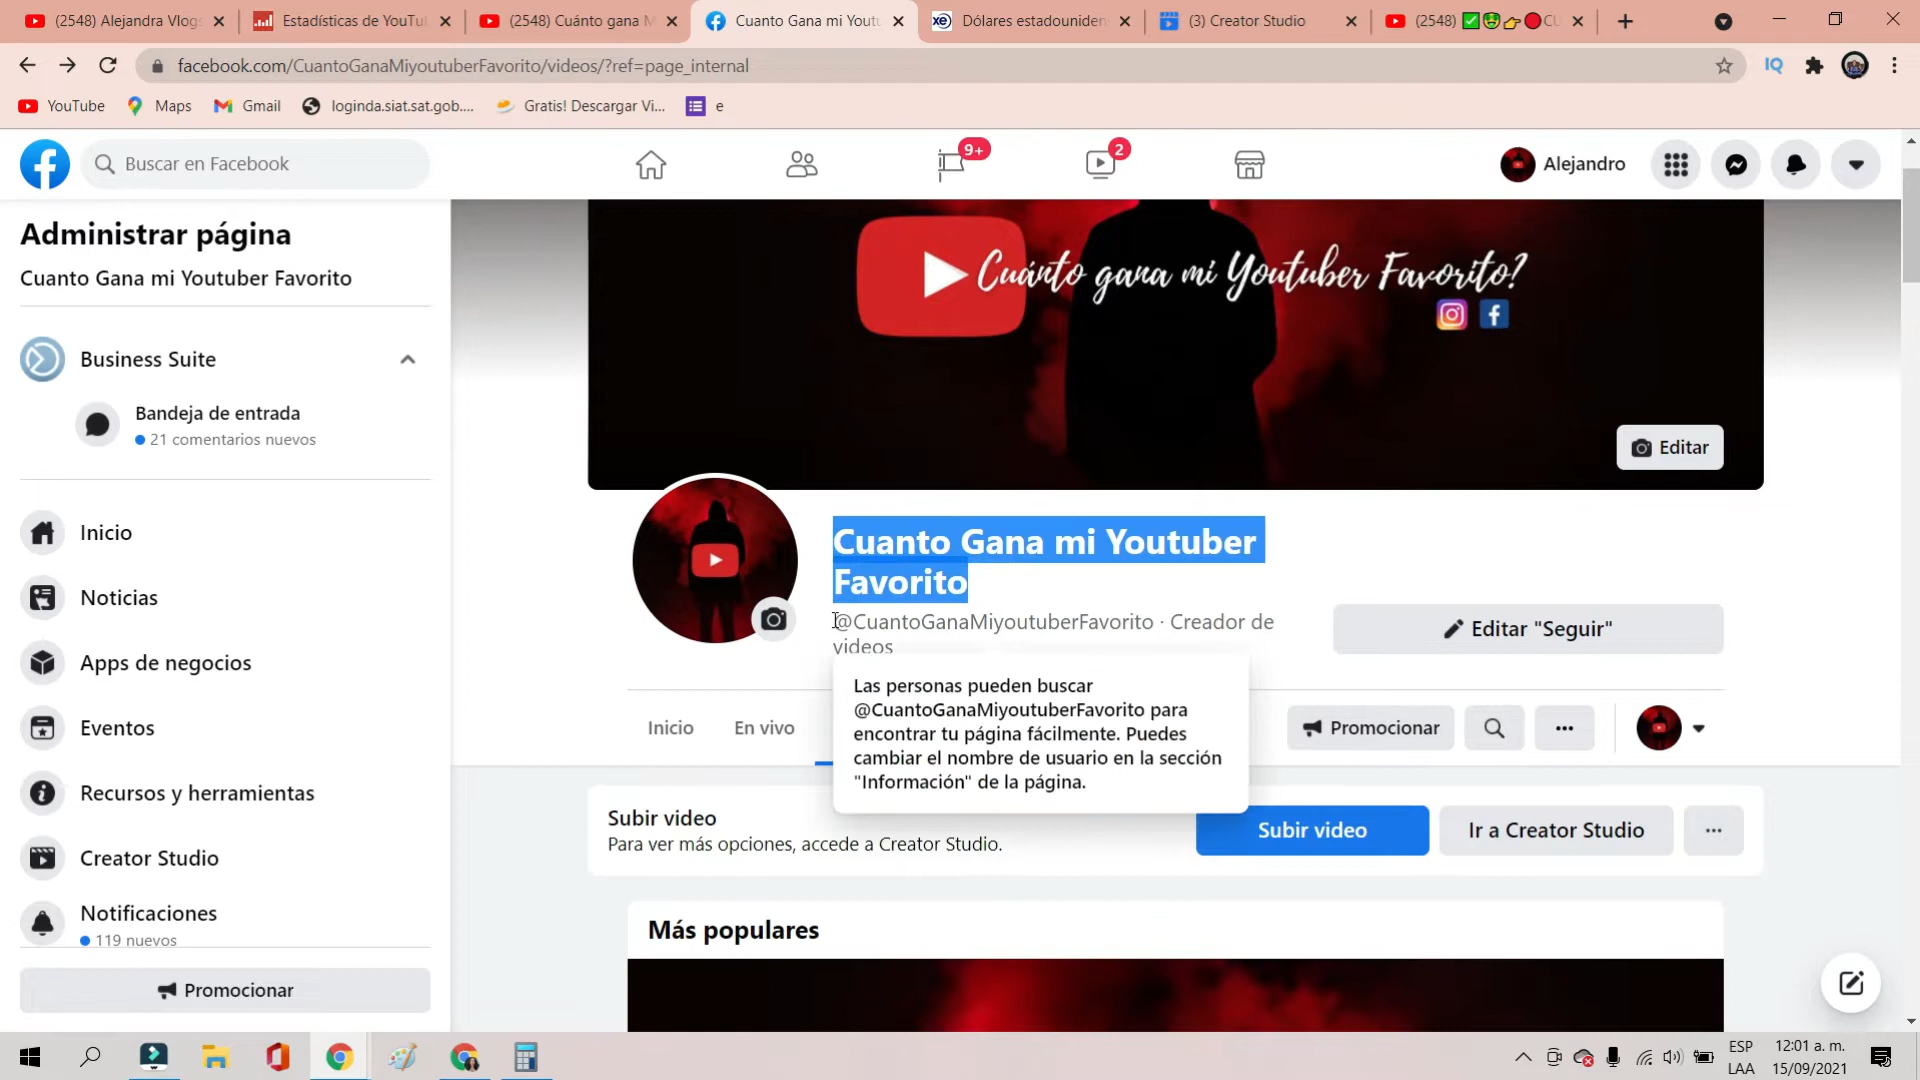 (2548) Alejandra Vlogs
Estadísticas de YouTu
(2548) Cuánto gana M
Cuanto Gana mi Youtu
Dólares estadouniden
(3) Creator Studio
(2548) ✅🤑👉🔴CU
facebook.com/CuantoGanaMiyoutuberFavorito/videos/?ref=page_internal
YouTube
Maps
Gmail
loginda.siat.sat.gob....
Gratis! Descargar Vi...
e
Buscar en Facebook
9+
2
Alejandro
Administrar página
Cuanto Gana mi Youtuber Favorito
Business Suite
Bandeja de entrada
21 comentarios nuevos
Inicio
Noticias
Apps de negocios
Eventos
Recursos y herramientas
Creator Studio
Notificaciones
119 nuevos
Promocionar
Cuánto gana mi Youtuber Favorito?
Editar
Cuanto Gana mi Youtuber
Favorito
@CuantoGanaMiyoutuberFavorito · Creador de
videos
Editar "Seguir"
Las personas pueden buscar
@CuantoGanaMiyoutuberFavorito para
encontrar tu página fácilmente. Puedes
cambiar el nombre de usuario en la sección
"Información" de la página.
Inicio
En vivo
Promocionar
Subir video
Para ver más opciones, accede a Creator Studio.
Subir video
Ir a Creator Studio
Más populares
ESP
LAA
12:01 a. m.
15/09/2021